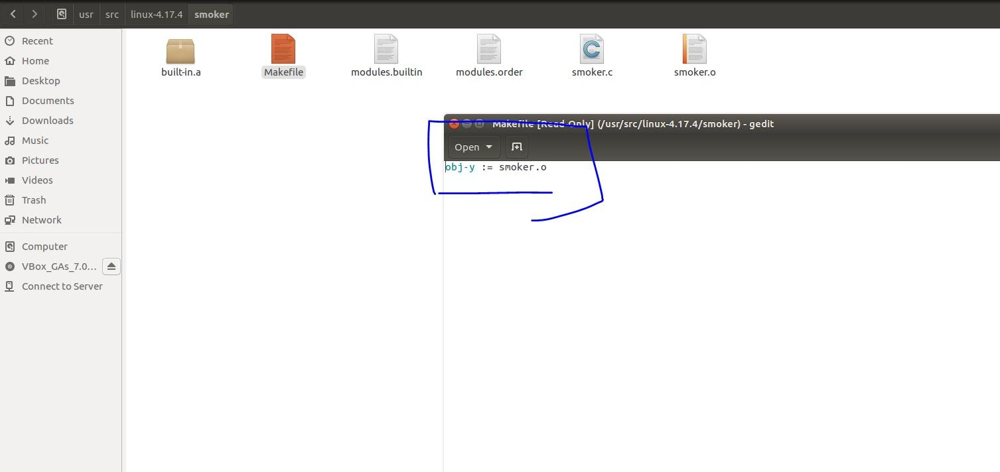 usr src linux-4.17.4 smoker
Recent
Home
Desktop
Documents
Downloads
Music
Pictures
Videos
Trash
Network
Computer
VBox_GAs_7.0...
Connect to Server
built-in.a Makefile modules.builtin modules.order smoker.c smoker.o
Makefile [Read-Only] (/usr/src/linux-4.17.4/smoker) - gedit
Open
obj-y := smoker.o